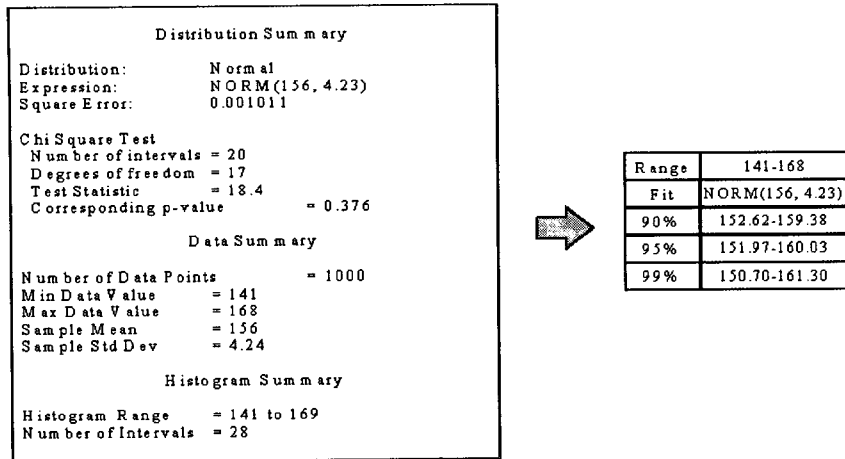 Distribution Summary
Distribution: Normal
Expression: NORM(156, 4.23)
Square Error: 0.001011
Chi Square Test
Number of intervals = 20
Degrees of freedom = 17
Test Statistic = 18.4
Corresponding p-value = 0.376
Data Summary
Number of Data Points = 1000
Min Data Value = 141
Max Data Value = 168
Sample Mean = 156
Sample Std Dev = 4.24
Histogram Summary
Histogram Range = 141 to 169
Number of Intervals = 28
Range 141-168
Fit NORM(156, 4.23)
90% 152.62-159.38
95% 151.97-160.03
99% 150.70-161.30